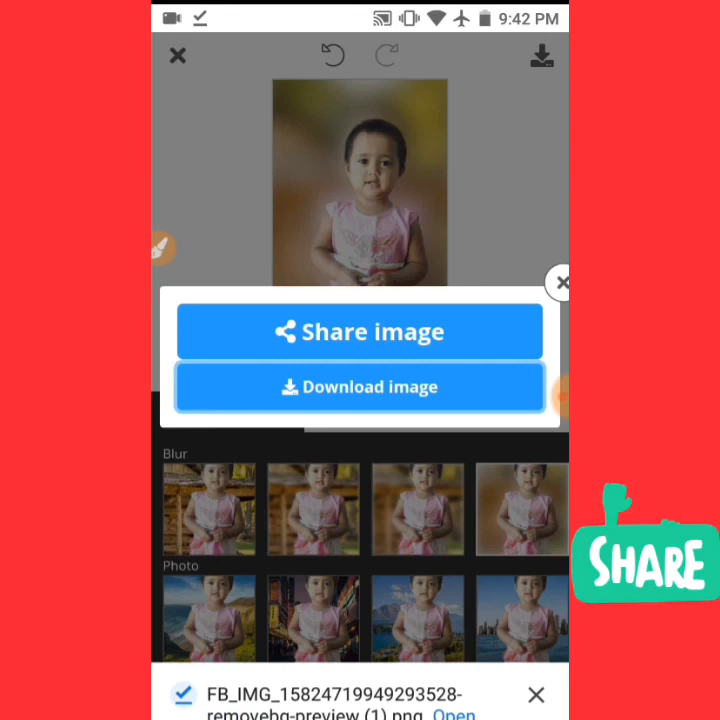 9:42 PM
Share image
Download image
Blur
SHARE
Photo
FB_IMG_15824719949293528-
removebg-preview (1).png Open